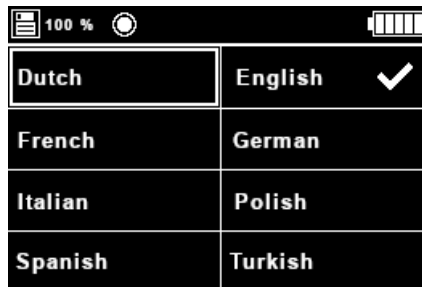 100 %
Dutch English
French German
Italian Polish
Spanish Turkish